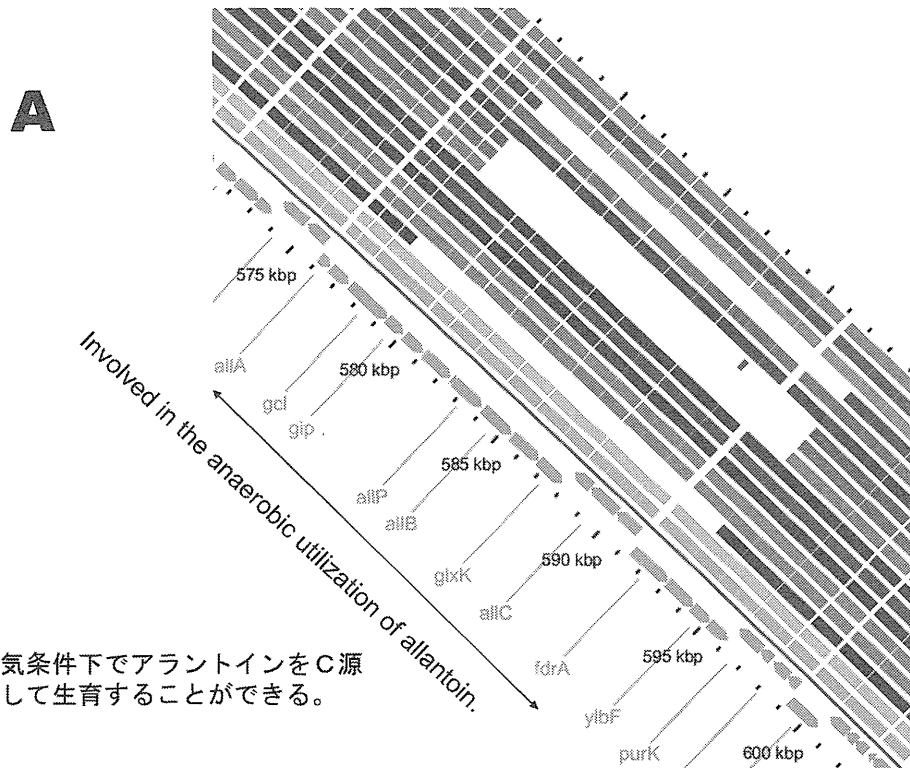 A
575 kbp
allA
580 kbp
gcl
gip
585 kbp
allP
allB
590 kbp
glxK
allC
595 kbp
fdrA
ylbF
600 kbp
purK
Involved in the anaerobic utilization of allantoin.
気条件下でアラントインをC源
して生育することができる。